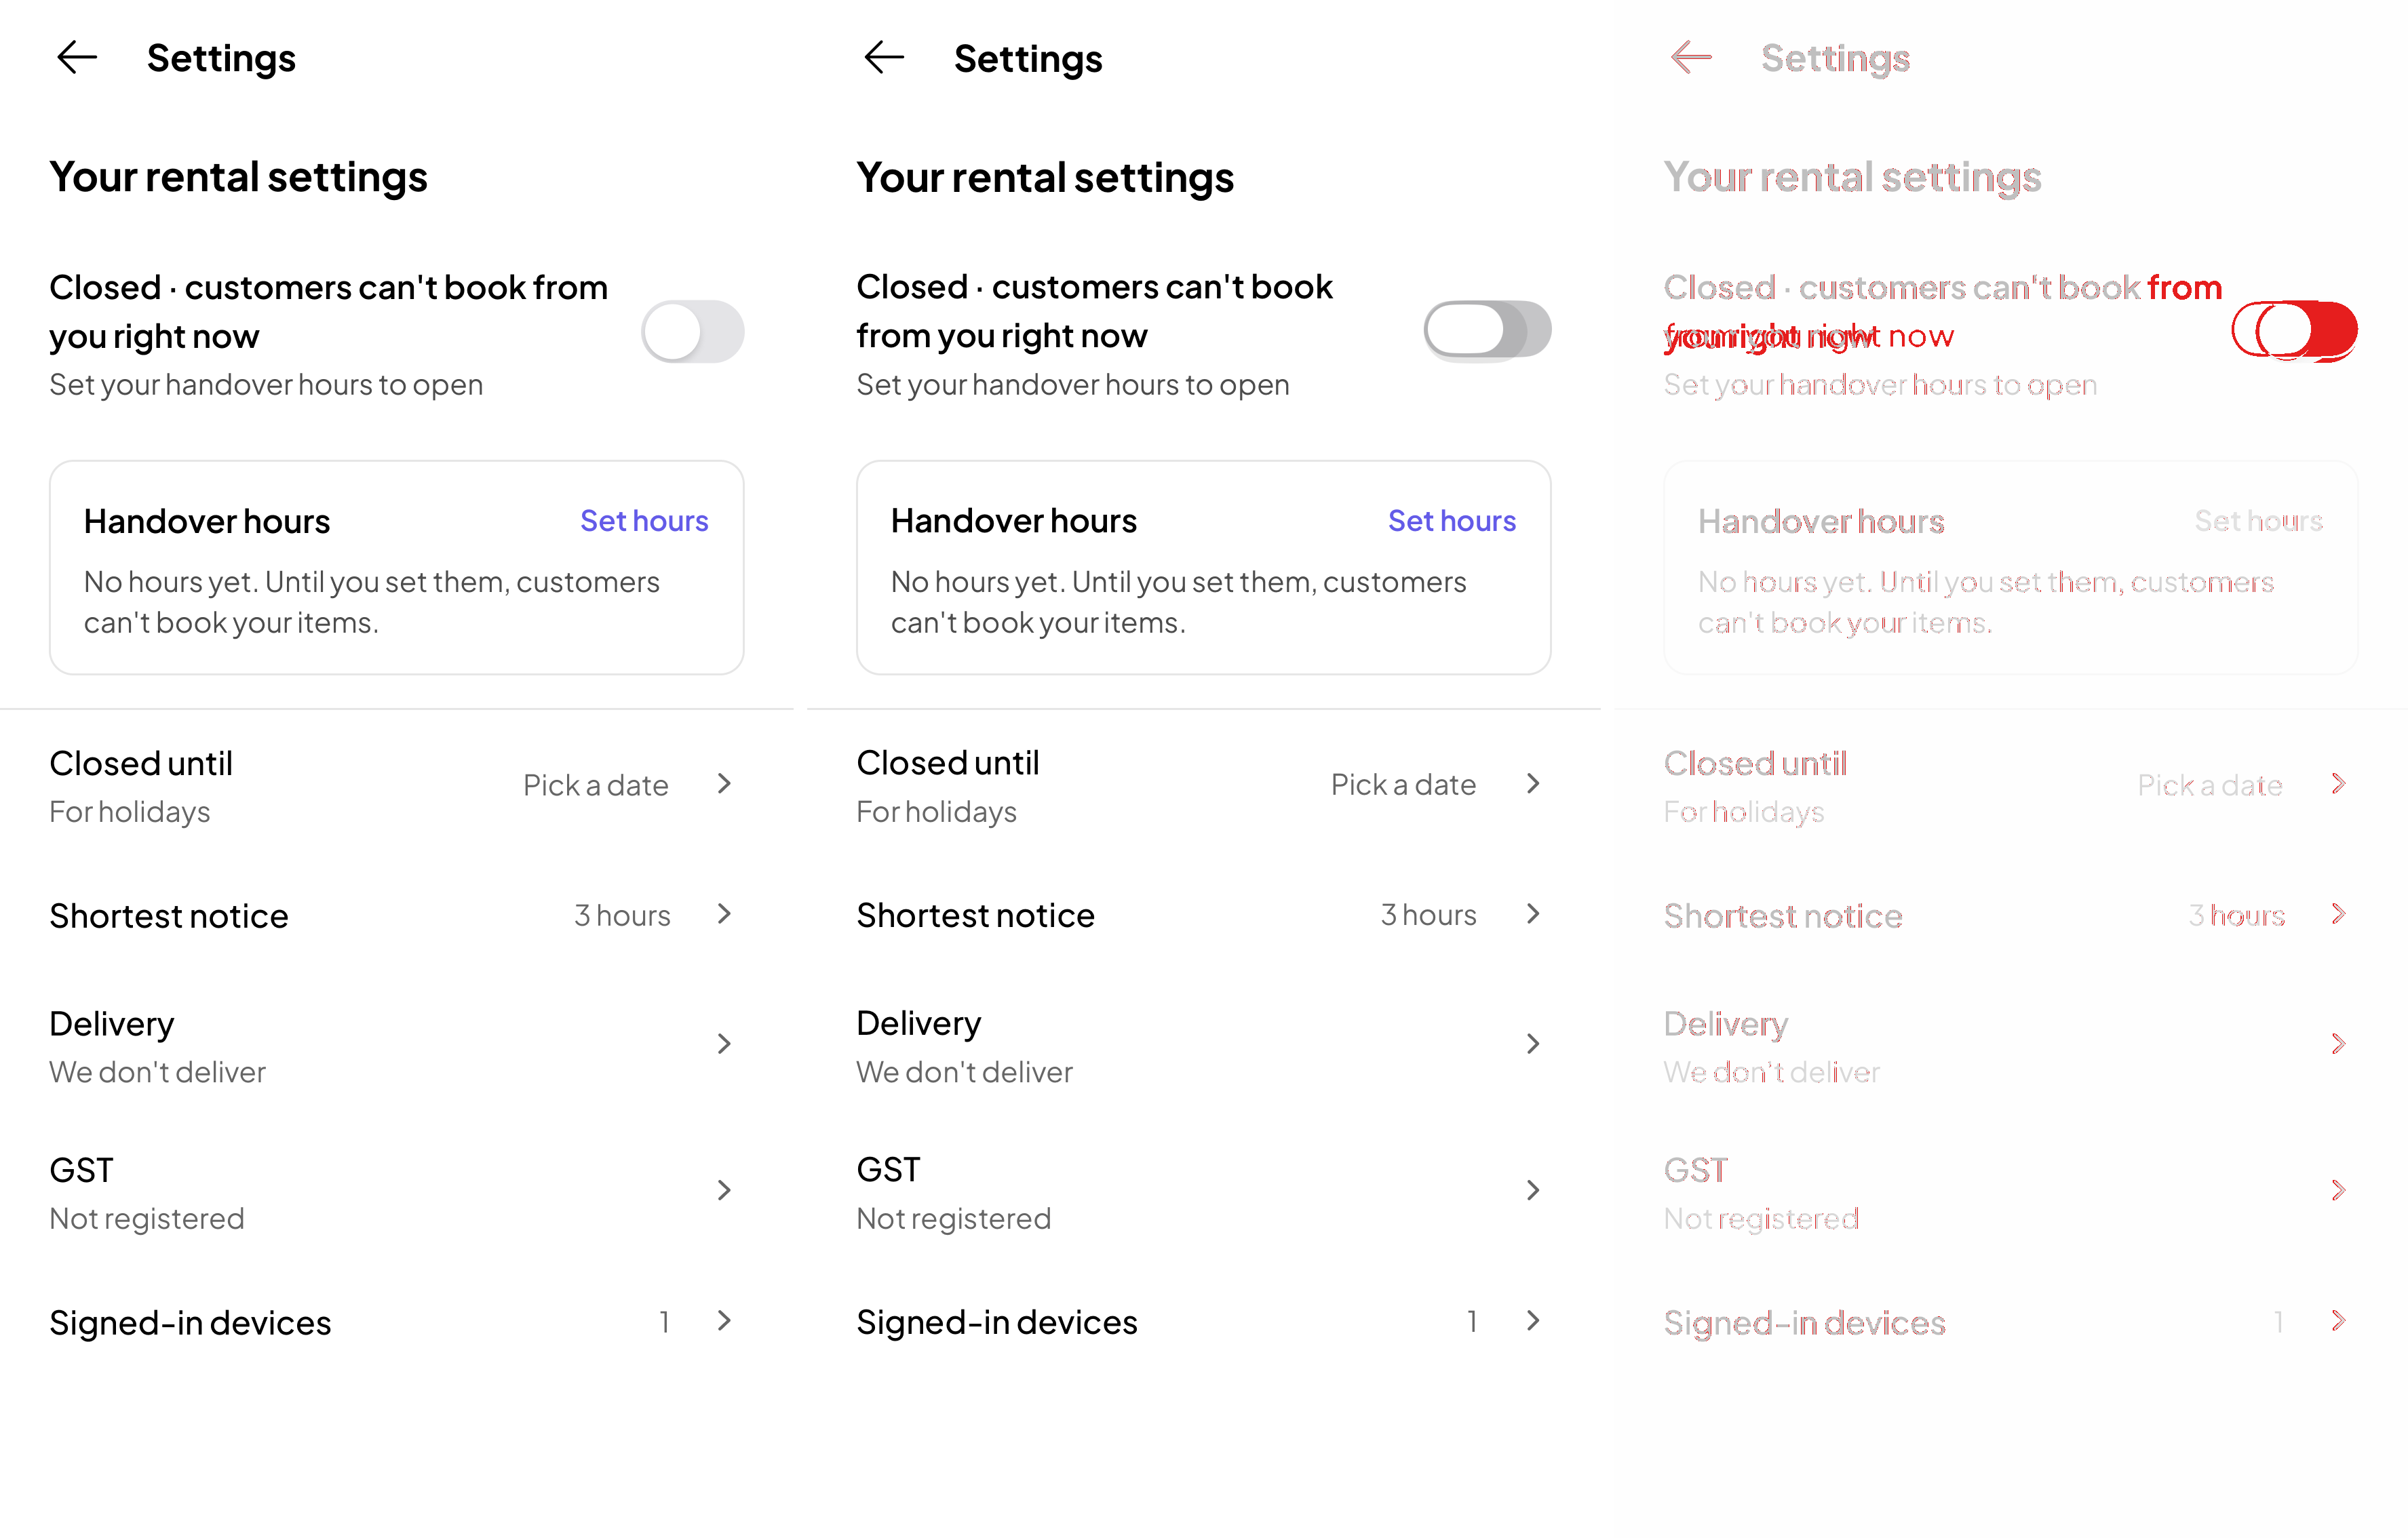 Settings
Your rental settings
Closed · customers can't book from
you right now
Set your handover hours to open
Handover hours
Set hours
No hours yet. Until you set them, customers
can't book your items.
Closed until
For holidays
Pick a date
Shortest notice
3 hours
Delivery
We don't deliver
GST
Not registered
Signed-in devices
1
Settings
Your rental settings
Closed · customers can't book
from you right now
Set your handover hours to open
Handover hours
Set hours
No hours yet. Until you set them, customers
can't book your items.
Closed until
For holidays
Pick a date
Shortest notice
3 hours
Delivery
We don't deliver
GST
Not registered
Signed-in devices
1
Settings
Your rental settings
Closed · customers can't book from
right now
Set your handover hours to open
Handover hours
Set hours
No hours yet. Until you set them, customers
can't book your items.
Closed until
For holidays
Pick a date
Shortest notice
3 hours
Delivery
We don't deliver
GST
Not registered
Signed-in devices
1